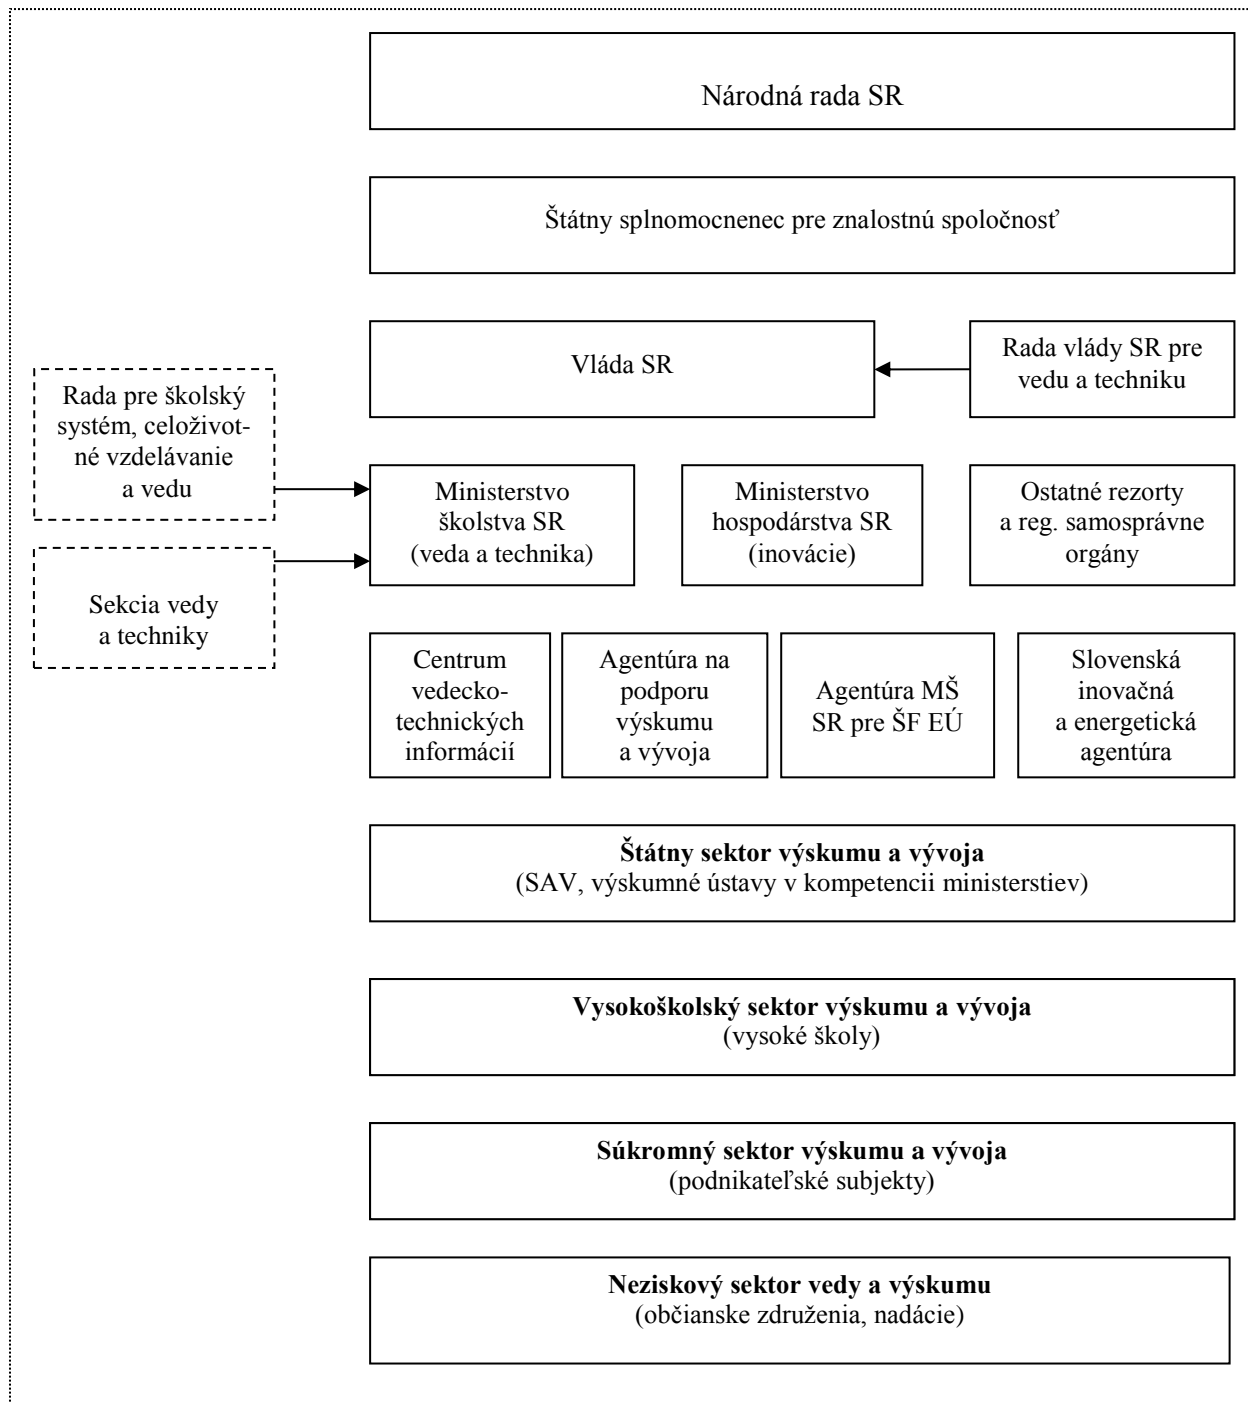 Národná rada SR
Štátny splnomocnenec pre znalostnú spoločnosť
Vláda SR
Rada vlády SR pre
vedu a techniku
Rada pre školský
systém, celoživot-
né vzdelávanie
a vedu
Ministerstvo
školstva SR
(veda a technika)
Ministerstvo
hospodárstva SR
(inovácie)
Ostatné rezorty
a reg. samosprávne
orgány
Sekcia vedy
a techniky
Centrum
vedecko-
technických
informácií
Agentúra na
podporu
výskumu
a vývoja
Agentúra MŠ
SR pre ŠF EÚ
Slovenská
inovačná
a energetická
agentúra
Štátny sektor výskumu a vývoja
(SAV, výskumné ústavy v kompetencii ministerstiev)
Vysokoškolský sektor výskumu a vývoja
(vysoké školy)
Súkromný sektor výskumu a vývoja
(podnikateľské subjekty)
Neziskový sektor vedy a výskumu
(občianske združenia, nadácie)